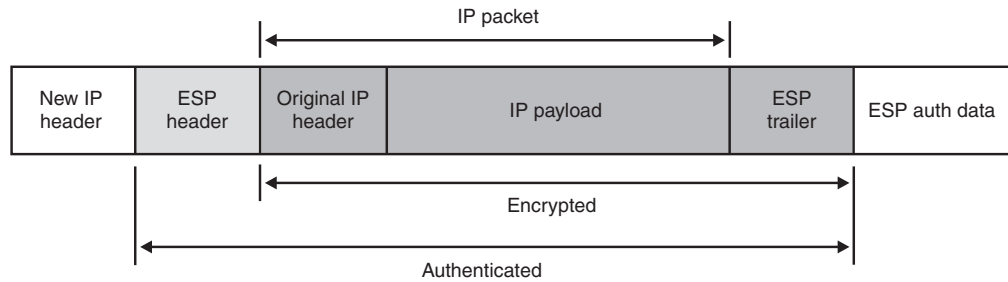 IP packet
New IP
header
ESP
header
Original IP
header
IP payload
ESP
trailer
ESP auth data
Encrypted
Authenticated